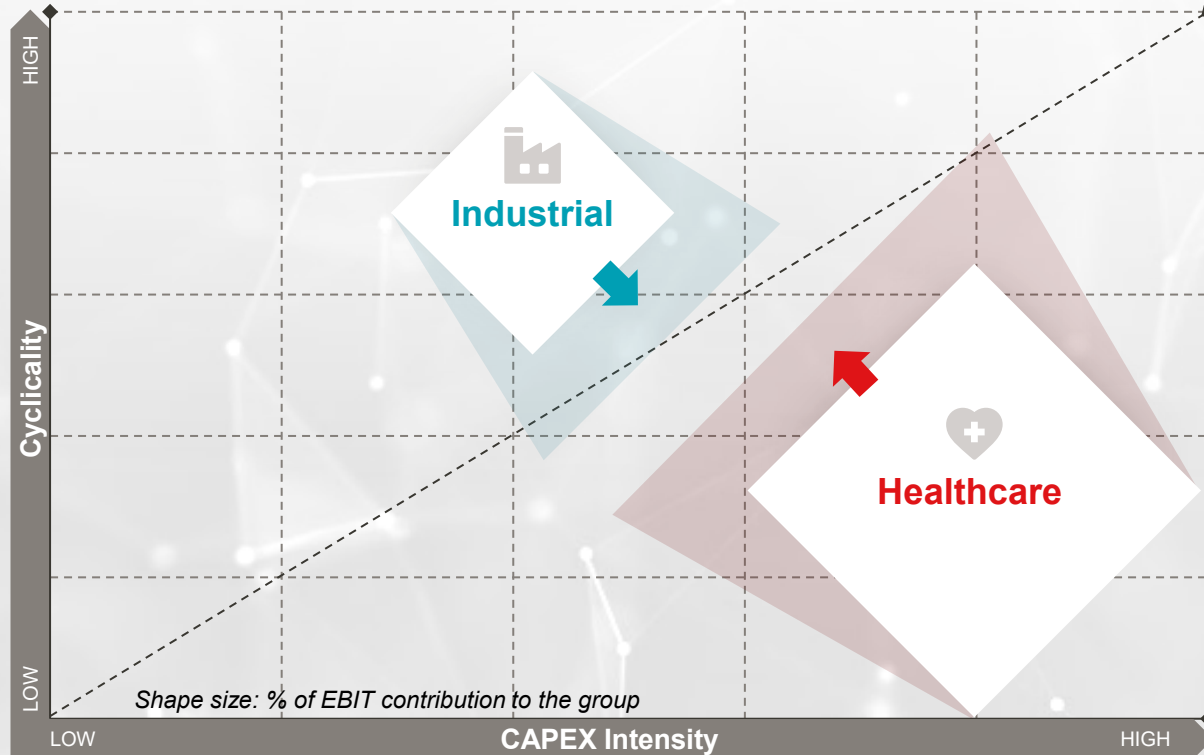 HIGH
Industrial
Cyclicality
Healthcare
LOW
Shape size: % of EBIT contribution to the group
LOW
CAPEX Intensity
HIGH